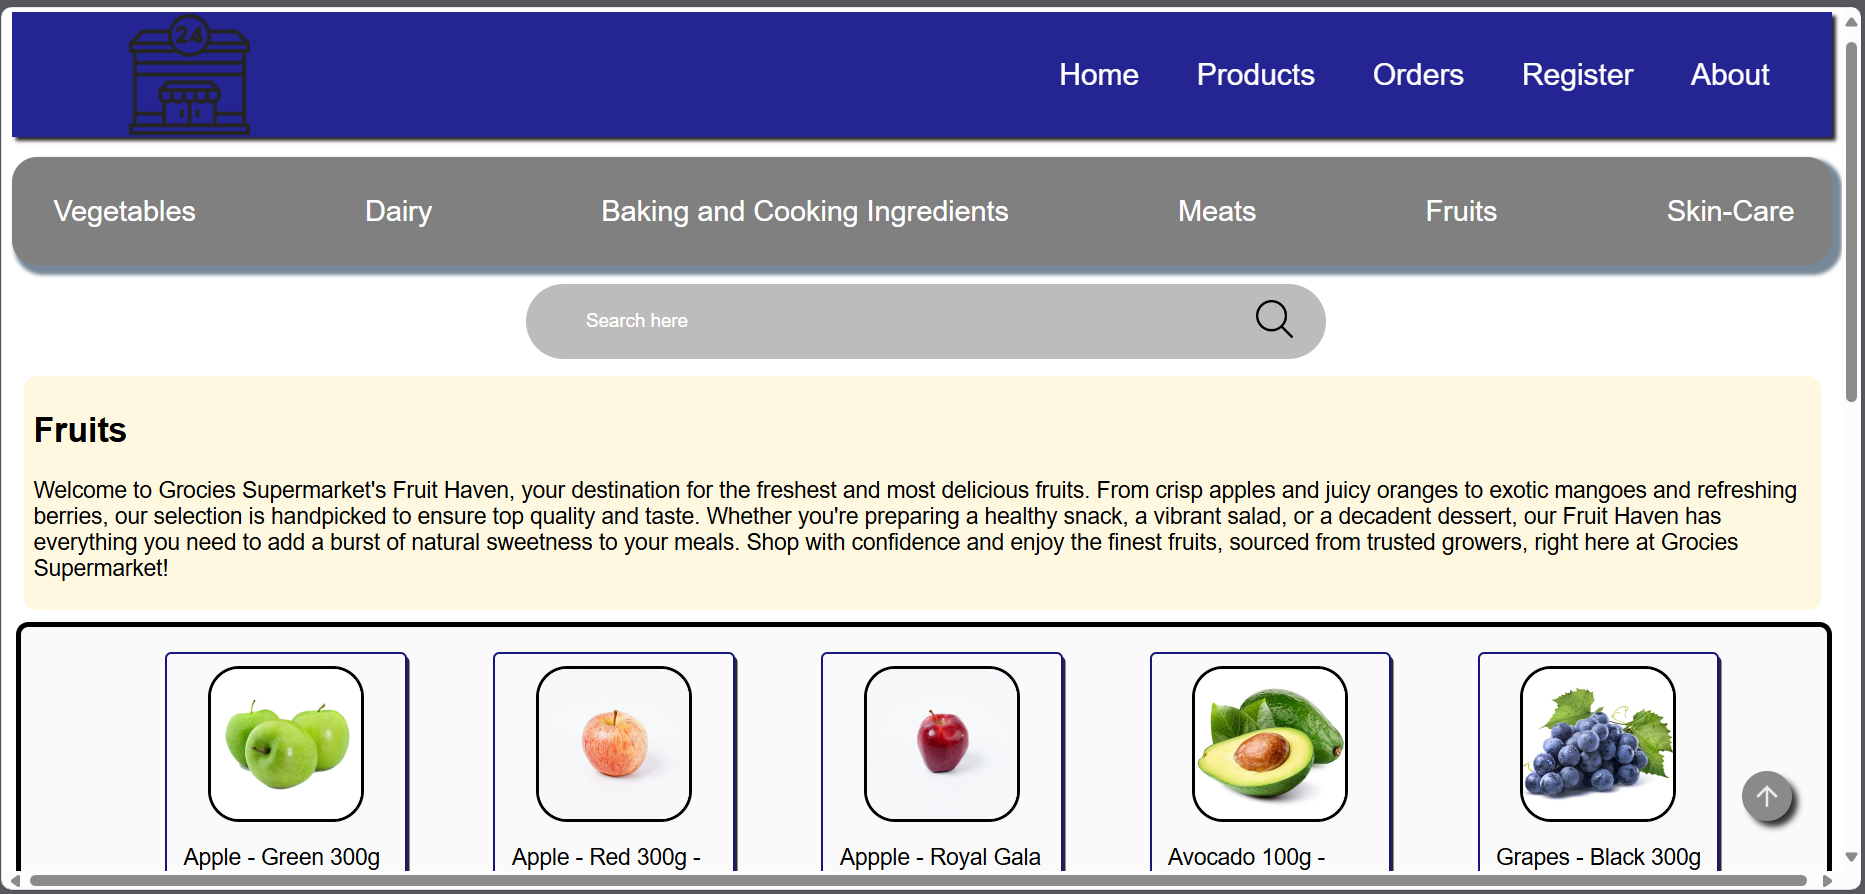 24
Home Products Orders Register About
Vegetables Dairy Baking and Cooking Ingredients Meats Fruits Skin-Care
Search here
Fruits
Welcome to Grocies Supermarket's Fruit Haven, your destination for the freshest and most delicious fruits. From crisp apples and juicy oranges to exotic mangoes and refreshing
berries, our selection is handpicked to ensure top quality and taste. Whether you're preparing a healthy snack, a vibrant salad, or a decadent dessert, our Fruit Haven has
everything you need to add a burst of natural sweetness to your meals. Shop with confidence and enjoy the finest fruits, sourced from trusted growers, right here at Grocies
Supermarket!
Apple - Green 300g
Apple - Red 300g -
Appple - Royal Gala
Avocado 100g -
Grapes - Black 300g